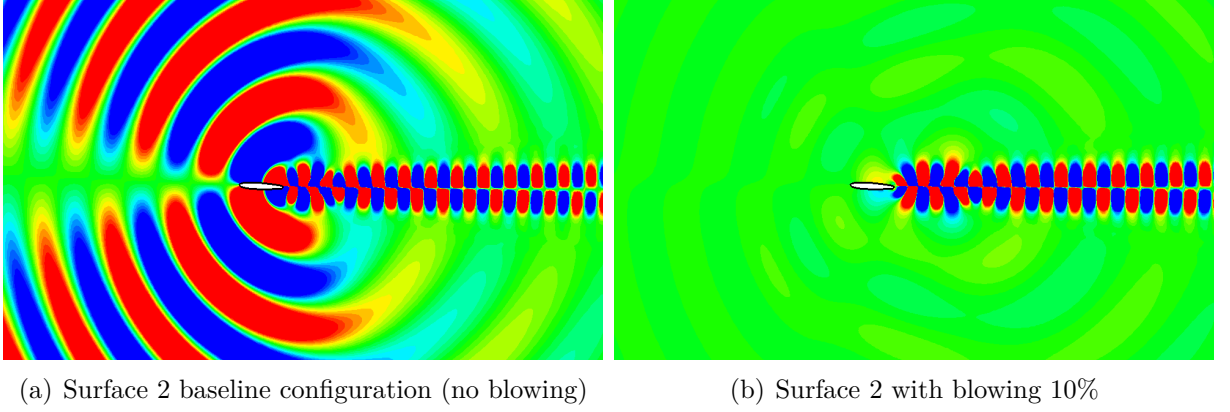 (a) Surface 2 baseline configuration (no blowing)
(b) Surface 2 with blowing 10%